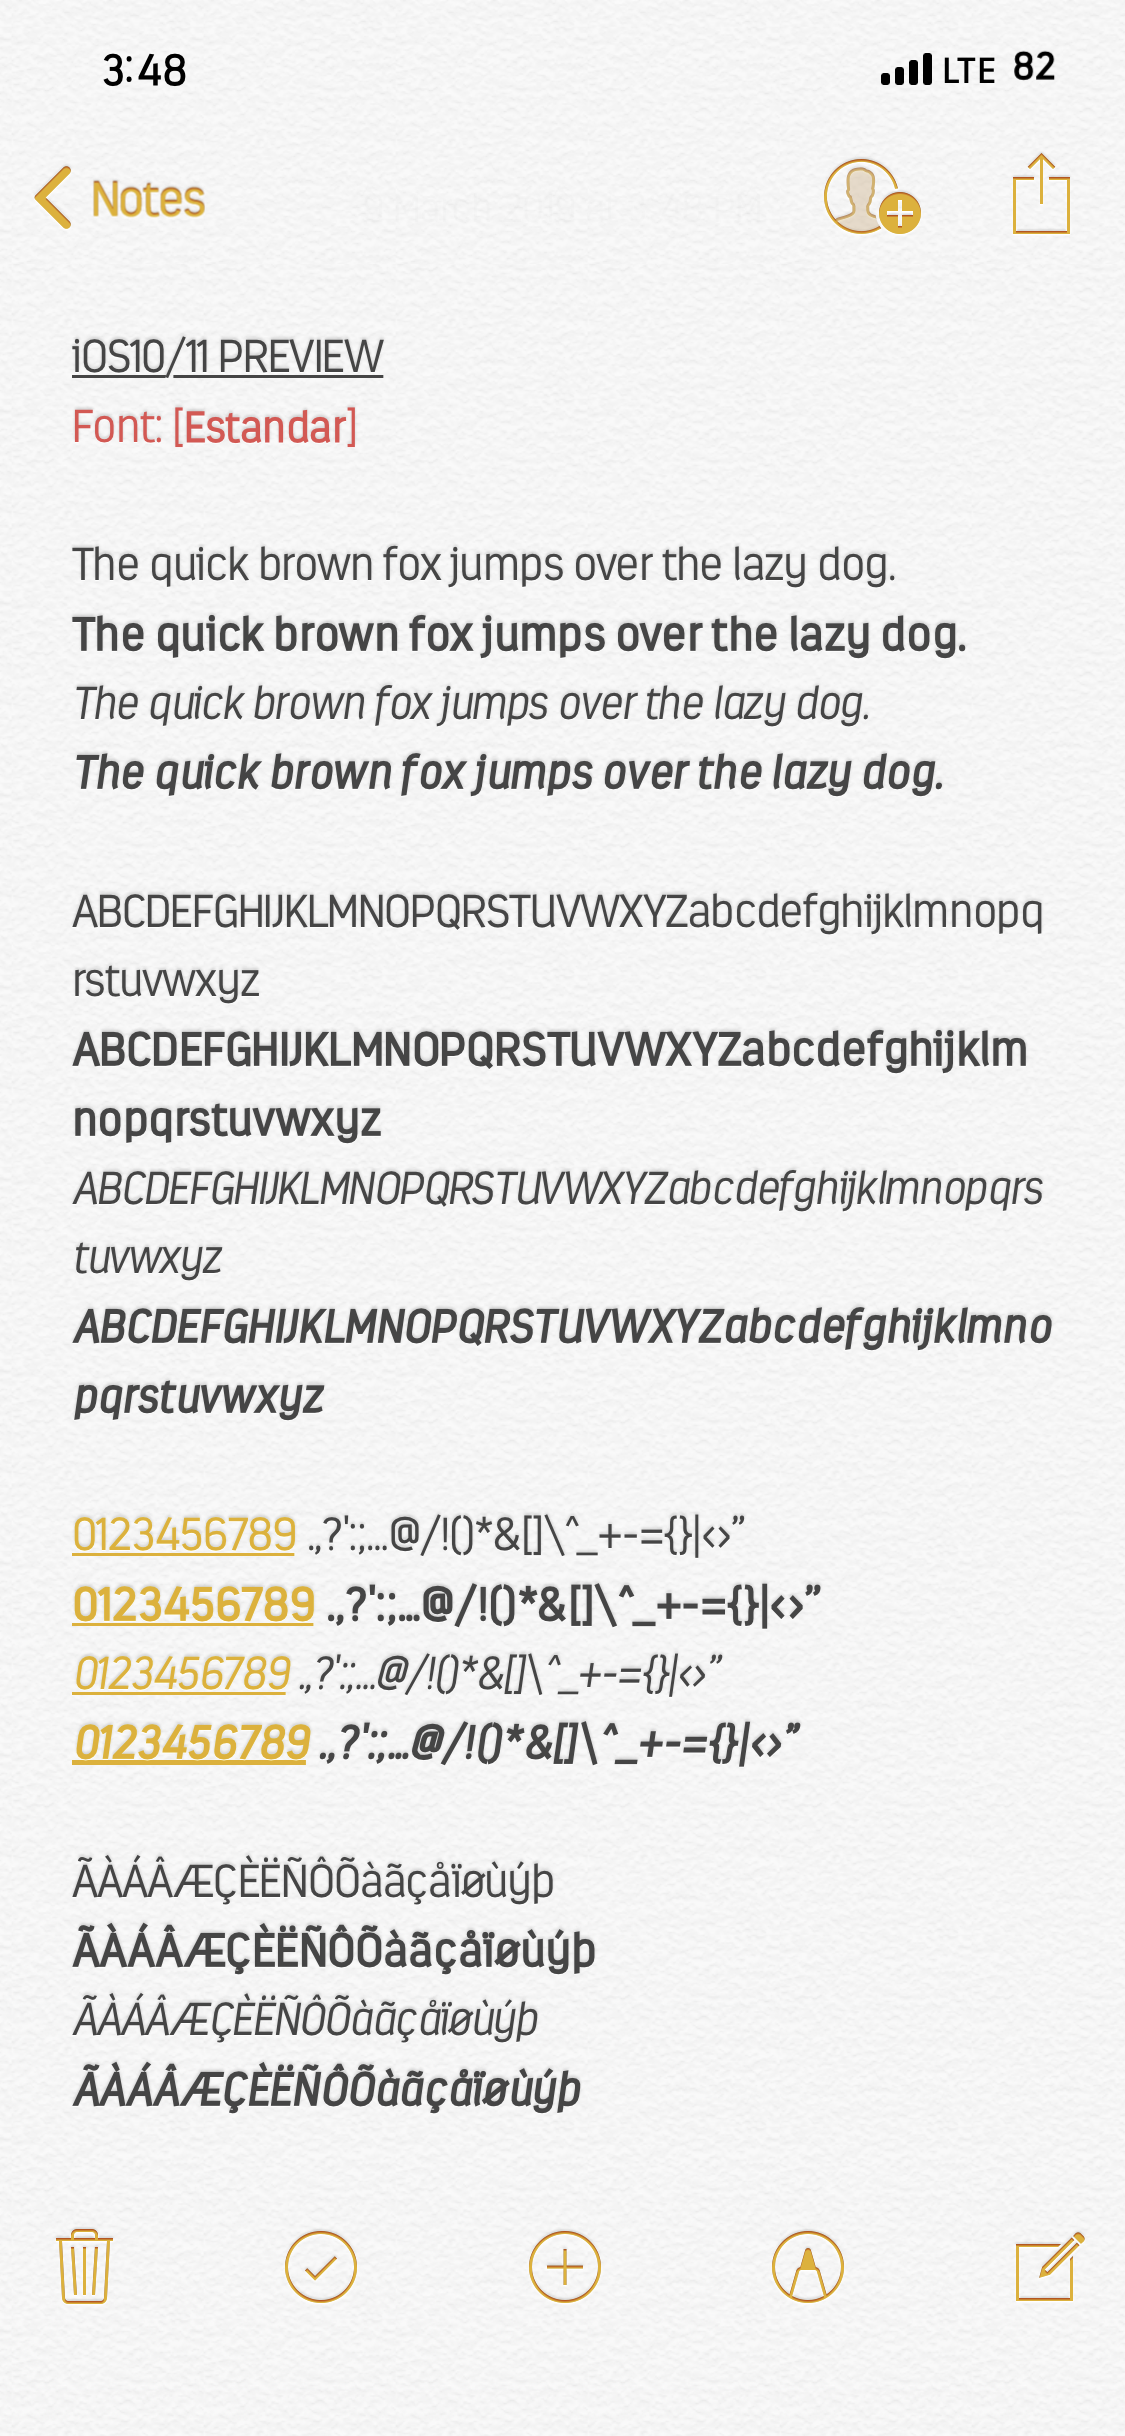 3:48 LTE 82
Notes
iOS10/11 PREVIEW
Font: [Estandar]
The quick brown fox jumps over the lazy dog.
The quick brown fox jumps over the lazy dog.
The quick brown fox jumps over the lazy dog.
The quick brown fox jumps over the lazy dog.
ABCDEFGHIJKLMNOPQRSTUVWXYZabcdefghijklmnopq
rstuvwxyz
ABCDEFGHIJKLMNOPQRSTUVWXYZabcdefghijklm
nopqrstuvwxyz
ABCDEFGHIJKLMNOPQRSTUVWXYZabcdefghijklmnopqrs
tuvwxyz
ABCDEFGHIJKLMNOPQRSTUVWXYZabcdefghijklmno
pqrstuvwxyz
0123456789 .,?':;...@/!()*&[]\^_+-={}|<>”
0123456789 .,?':;...@/!()*&[]\^_+-={}|<>”
0123456789 .,?':;...@/!()*&[]\^_+-={}|<>”
0123456789 .,?':;...@/!()*&[]\^_+-={}|<>”
ÃÀÁÂÆÇÈËÑÔÕàãçåïøùýþ
ÃÀÁÂÆÇÈËÑÔÕàãçåïøùýþ
ÃÀÁÂÆÇÈËÑÔÕàãçåïøùýþ
ÃÀÁÂÆÇÈËÑÔÕàãçåïøùýþ